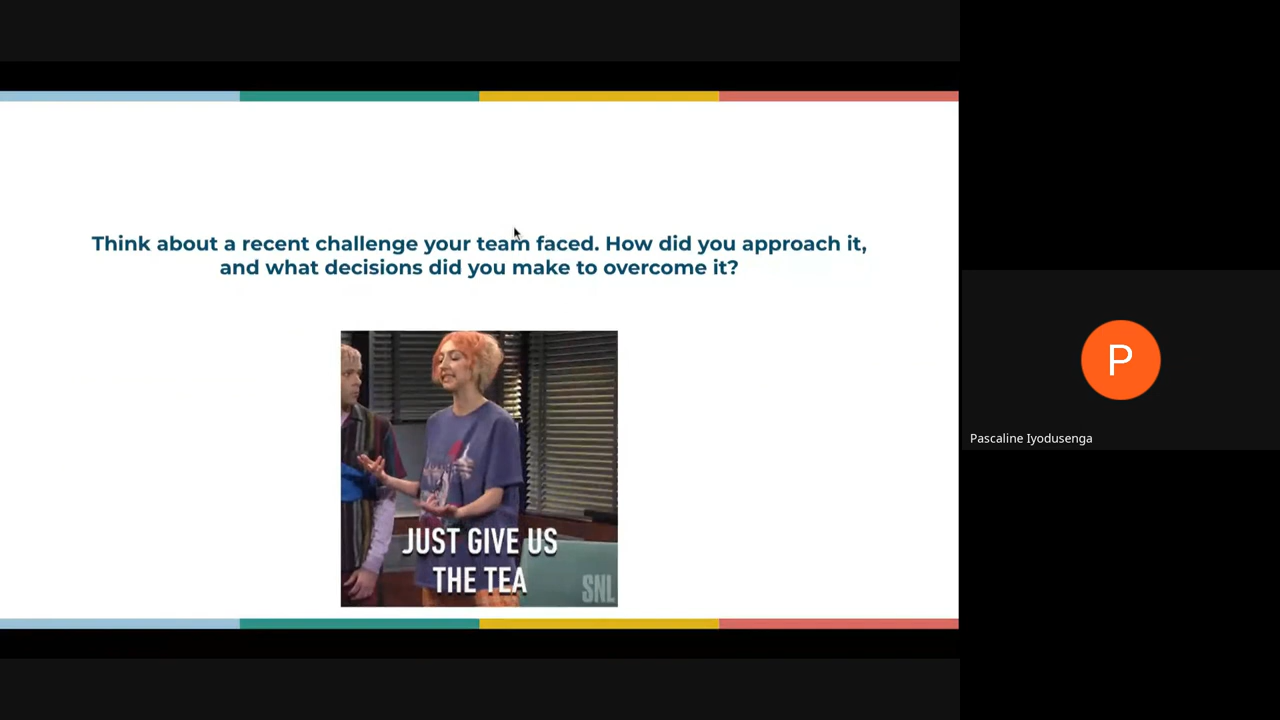 Think about a recent challenge your team faced. How did you approach it,
and what decisions did you make to overcome it?
JUST GIVE US
THE TEA
SNL
P
Pascaline Iyodusenga